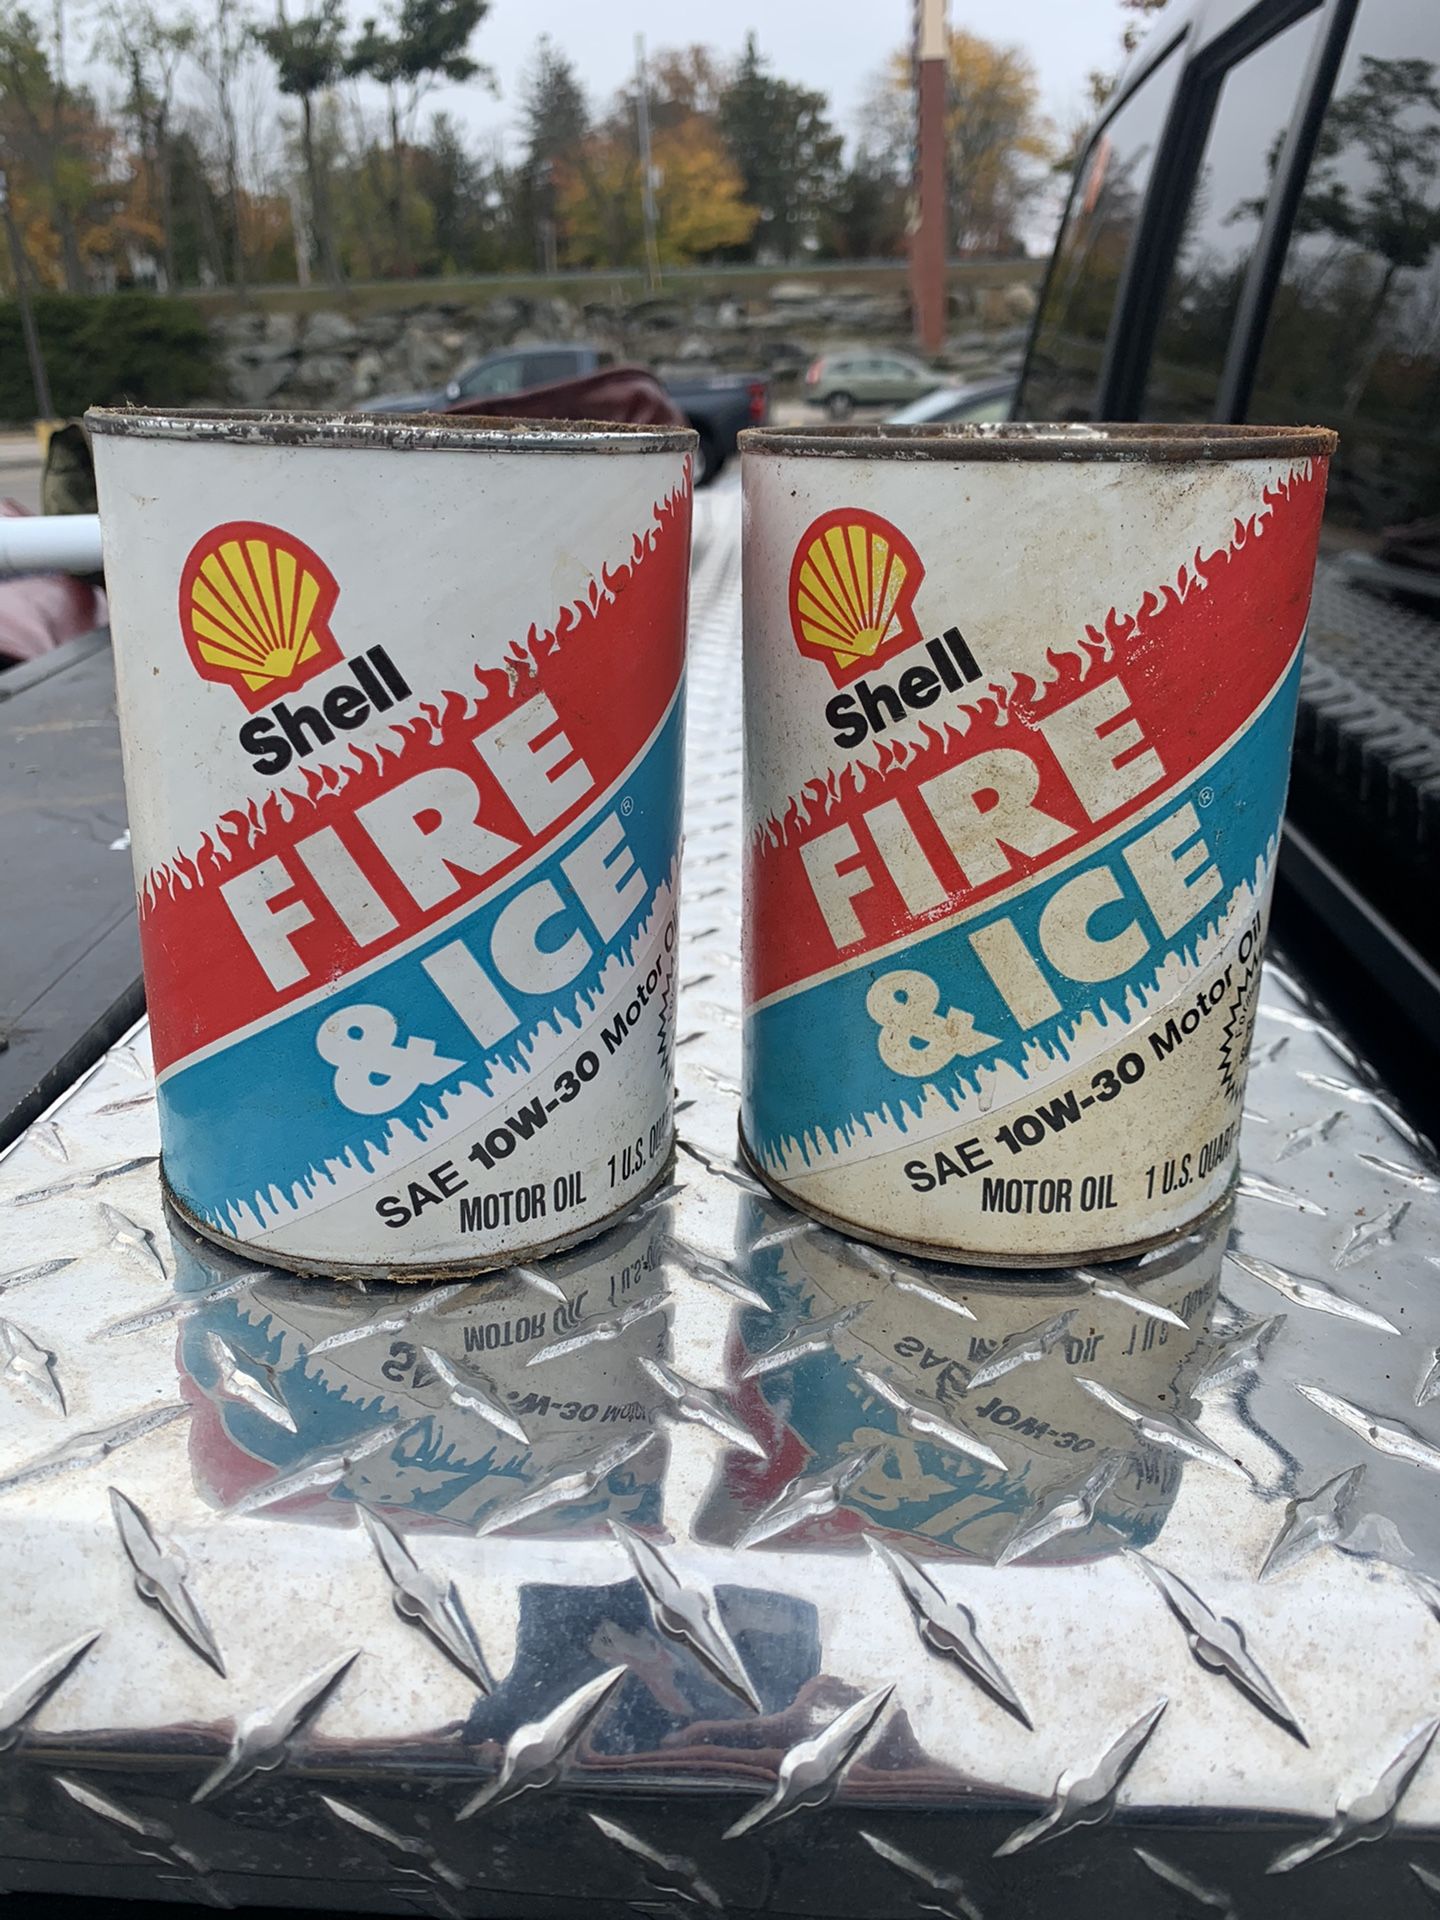 Shell
FIRE
& ICE®
SAE 10W-30 Motor
MOTOR OIL 1 U.S.
Shell
FIRE
& ICE®
SAE 10W-30 Motor Oil
MOTOR OIL 1 U.S. QUART